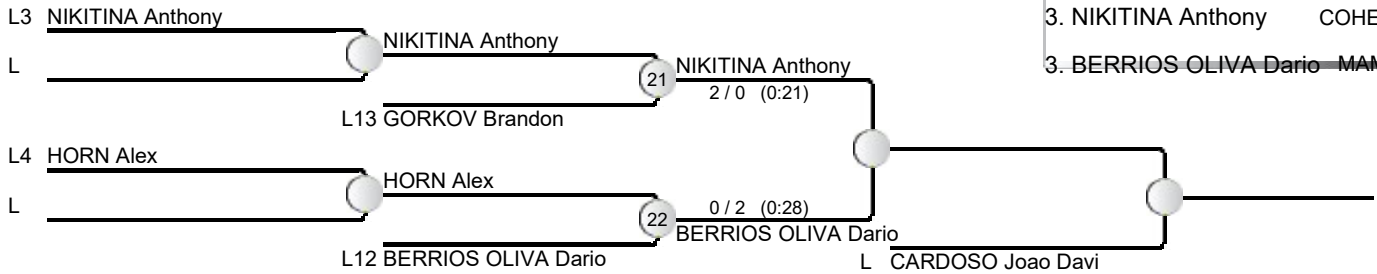 L3 NIKITINA Anthony
3. NIKITINA Anthony COHE
NIKITINA Anthony
L
21
NIKITINA Anthony
3. BERRIOS OLIVA Dario
2 / 0 (0:21)
L13 GORKOV Brandon
L4 HORN Alex
HORN Alex
L
22
0 / 2 (0:28)
BERRIOS OLIVA Dario
L12 BERRIOS OLIVA Dario
L CARDOSO Joao Davi